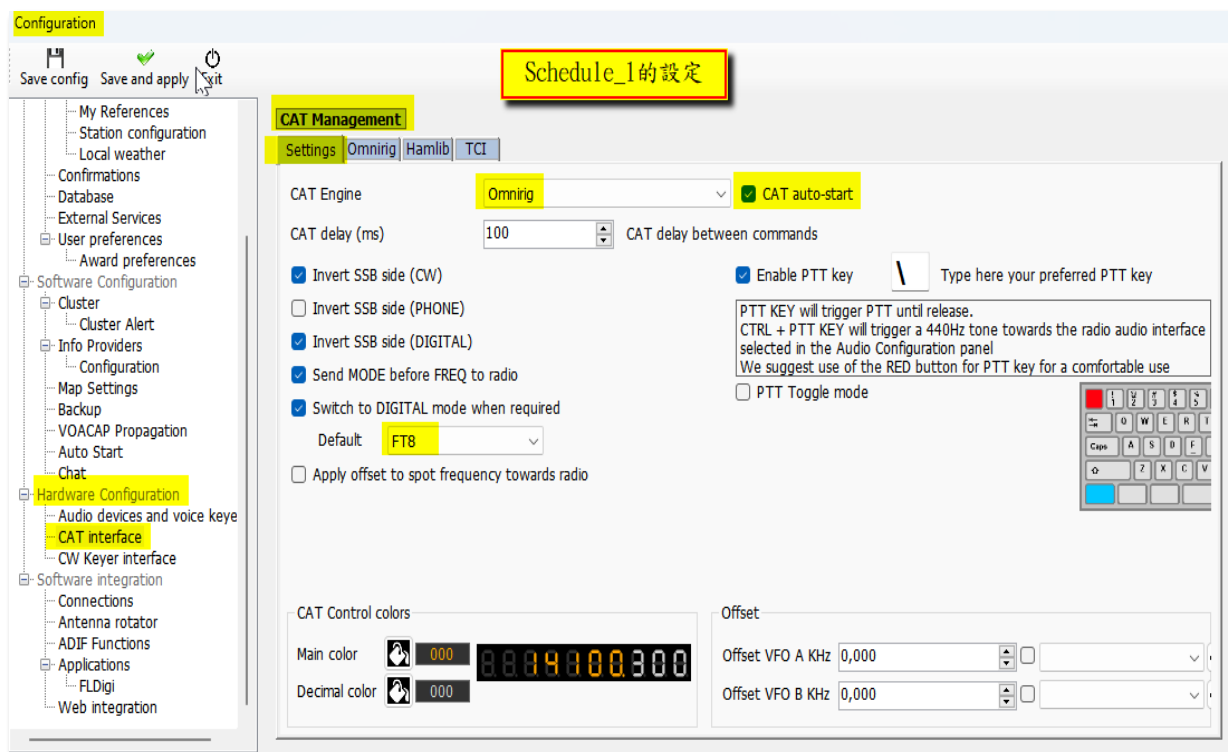 Configuration
Save config
Save and apply
Exit
Schedule_1的設定
My References
Station configuration
Local weather
Confirmations
Database
External Services
User preferences
Award preferences
Software Configuration
Cluster
Cluster Alert
Info Providers
Configuration
Map Settings
Backup
VOACAP Propagation
Auto Start
Chat
Hardware Configuration
Audio devices and voice keye
CAT interface
CW Keyer interface
Software integration
Connections
Antenna rotator
ADIF Functions
Applications
FLDigi
Web integration
CAT Management
Settings Omnirig Hamlib TCI
CAT Engine Omnirig CAT auto-start
CAT delay (ms) 100 CAT delay between commands
Invert SSB side (CW)
Invert SSB side (PHONE)
Invert SSB side (DIGITAL)
Send MODE before FREQ to radio
Switch to DIGITAL mode when required
Default FT8
Apply offset to spot frequency towards radio
Enable PTT key \ Type here your preferred PTT key
PTT KEY will trigger PTT until release.
CTRL + PTT KEY will trigger a 440Hz tone towards the radio audio interface
selected in the Audio Configuration panel
We suggest use of the RED button for PTT key for a comfortable use
PTT Toggle mode
1 2 3 4 5
Q W E R T
Caps A S D F
Z X C V
CAT Control colors
Main color 000
Decimal color 000
14100.300
Offset
Offset VFO A KHz 0,000
Offset VFO B KHz 0,000